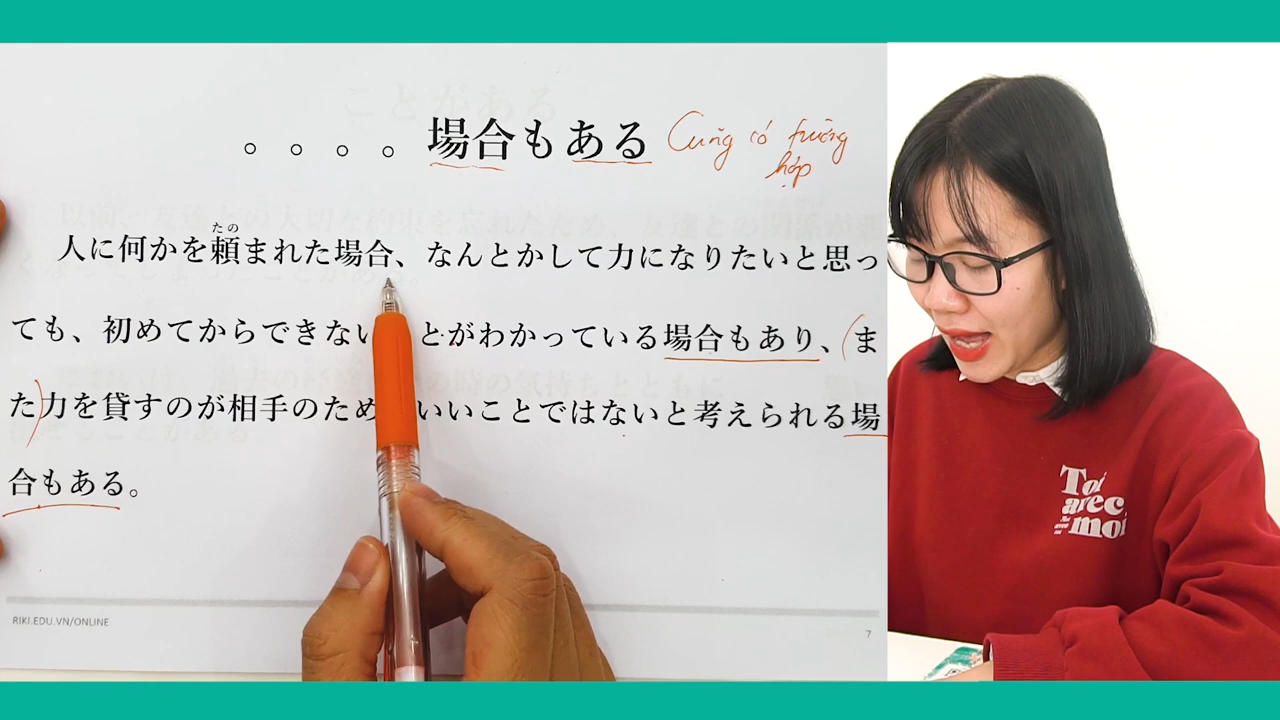 。。。。場合もある Cũng có trường
hợp
たの
人に何かを頼まれた場合、なんとかして力になりたいと思っ
ても、初めてからできない とがわかっている場合もあり、(ま
た)力を貸すのが相手のため いいことではないと考えられる場
合もある。
RIKI.EDU.VN/ONLINE
7
Toi
avec
moi